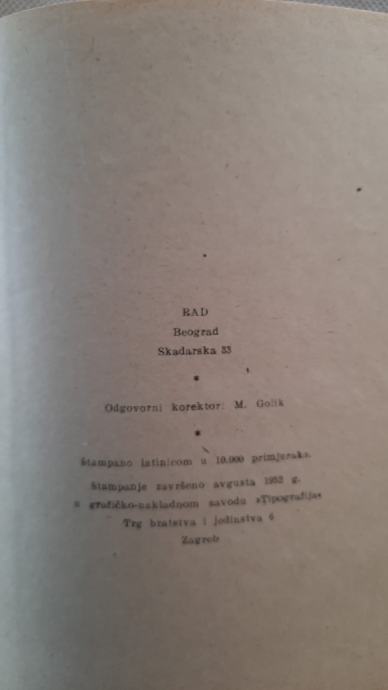 RAD
Beograd
Skadarska 33
*
Odgovorni korektor: M. Golik
*
Štampano latinicom u 10.000 primjeraka.
Štampanje završeno avgusta 1952 g.
u grafičko-nakladnom zavodu »Tipografija«
Trg bratstva i jedinstva 6
Zagreb